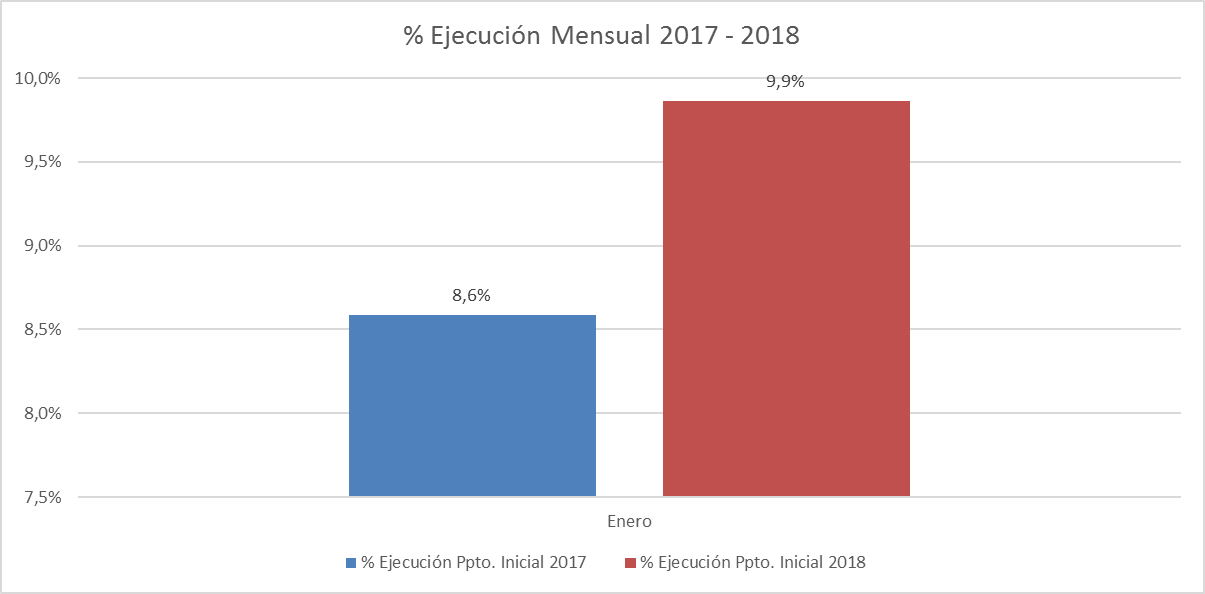 % Ejecución Mensual 2017 - 2018
10,0%
9,9%
9,5%
9,0%
8,6%
8,5%
8,0%
7,5%
Enero
% Ejecución Ppto. Inicial 2017 % Ejecución Ppto. Inicial 2018